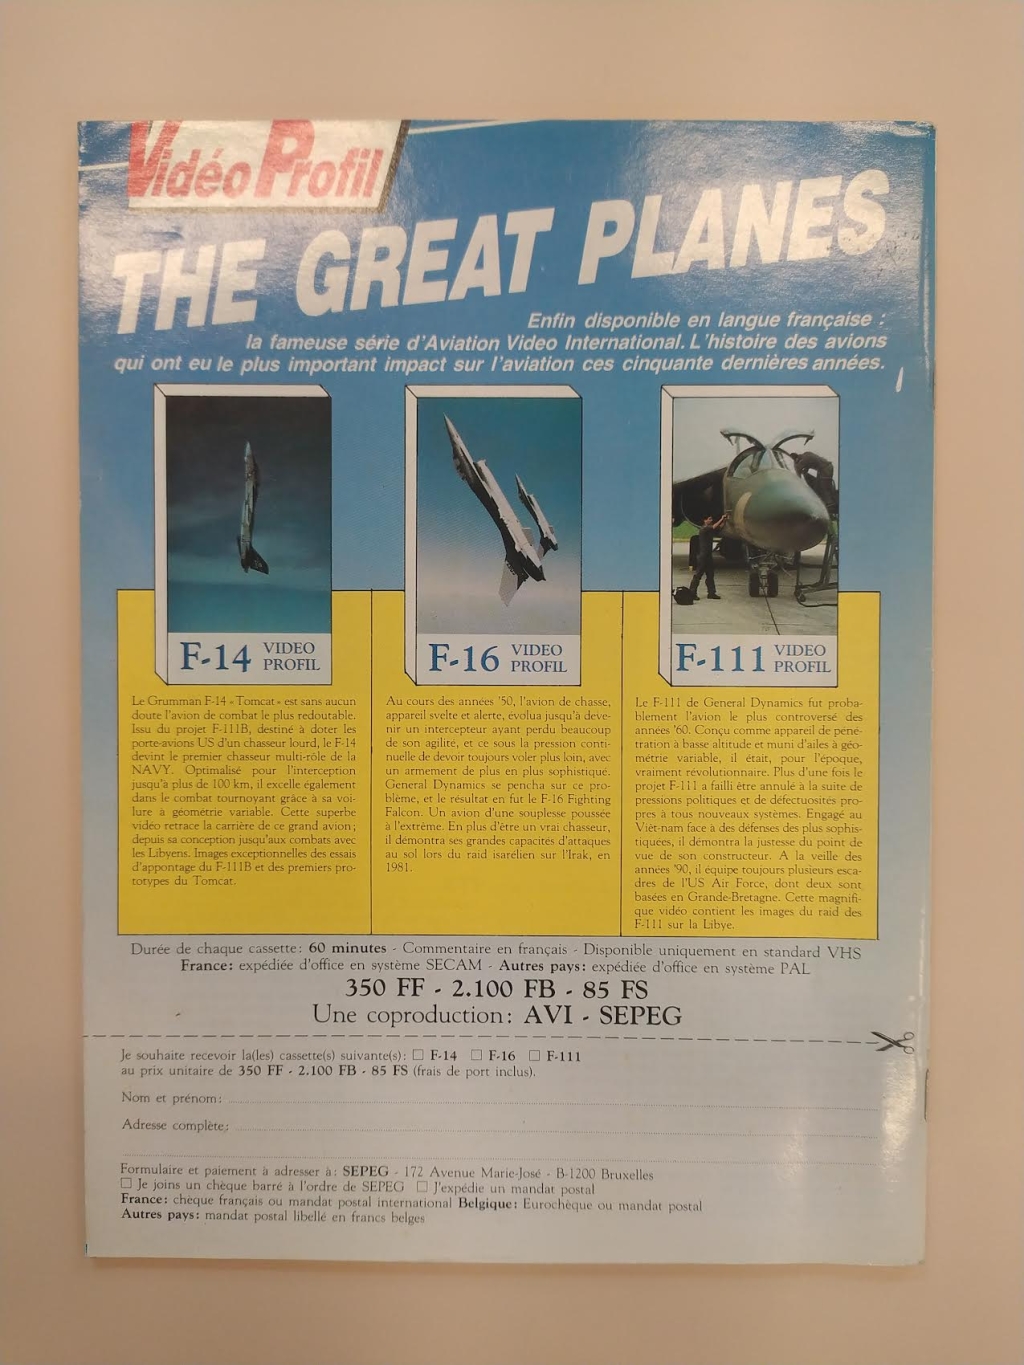 Vidéo Profil
THE GREAT PLANES
Enfin disponible en langue française :
la fameuse série d'Aviation Video International. L'histoire des avions
qui ont eu le plus important impact sur l'aviation ces cinquante dernières années.
F-14 VIDEO PROFIL
F-16 VIDEO PROFIL
F-111 VIDEO PROFIL
Le Grumman F-14 «Tomcat» est sans aucun
doute l'avion de combat le plus redoutable.
Issu du projet F-111B, destiné à doter les
porte-avions US d'un chasseur lourd, le F-14
devint le premier chasseur multi-rôle de la
NAVY. Optimalisé pour l'interception
jusqu'à plus de 100 km, il excelle également
dans le combat tournoyant grâce à sa voi-
lure à géométrie variable. Cette superbe
vidéo retrace la carrière de ce grand avion;
depuis sa conception jusqu'aux combats avec
les Libyens. Images exceptionnelles des essais
d'appontage du F-111B et des premiers pro-
totypes du Tomcat.
Au cours des années '50, l'avion de chasse,
appareil svelte et alerte, évolua jusqu'à deve-
nir un intercepteur ayant perdu beaucoup
de son agilité, et ce sous la pression conti-
nuelle de devoir toujours voler plus loin, avec
un armement de plus en plus sophistiqué.
General Dynamics se pencha sur ce pro-
blème, et le résultat en fut le F-16 Fighting
Falcon. Un avion d'une souplesse poussée
à l'extrême. En plus d'être un vrai chasseur,
il démontra ses grandes capacités d'attaques
au sol lors du raid isarélien sur l'Irak, en
1981.
Le F-111 de General Dynamics fut proba-
blement l'avion le plus controversé des
années '60. Conçu comme appareil de péné-
tration à basse altitude et muni d'ailes à géo-
métrie variable, il était, pour l'époque,
vraiment révolutionnaire. Plus d'une fois le
projet F-111 a failli être annulé à la suite de
pressions politiques et de défectuosités pro-
pres à tous nouveaux systèmes. Engagé au
Viêt-nam face à des défenses des plus sophis-
tiquées, il démontra la justesse du point de
vue de son constructeur. A la veille des
années '90, il équipe toujours plusieurs esca-
dres de l'US Air Force, dont deux sont
basées en Grande-Bretagne. Cette magnifi-
que vidéo contient les images du raid des
F-111 sur la Libye.
Durée de chaque cassette: 60 minutes - Commentaire en français - Disponible uniquement en standard VHS
France: expédiée d'office en système SECAM - Autres pays: expédiée d'office en système PAL
350 FF - 2.100 FB - 85 FS
Une coproduction: AVI - SEPEG
Je souhaite recevoir la(les) cassette(s) suivante(s): ☐ F-14 ☐ F-16 ☐ F-111
au prix unitaire de 350 FF - 2.100 FB - 85 FS (frais de port inclus).
Nom et prénom:
Adresse complète:
Formulaire et paiement à adresser à: SEPEG - 172 Avenue Marie-José - B-1200 Bruxelles
☐ Je joins un chèque barré à l'ordre de SEPEG ☐ J'expédie un mandat postal
France: chèque français ou mandat postal international Belgique: Eurochèque ou mandat postal
Autres pays: mandat postal libellé en francs belges